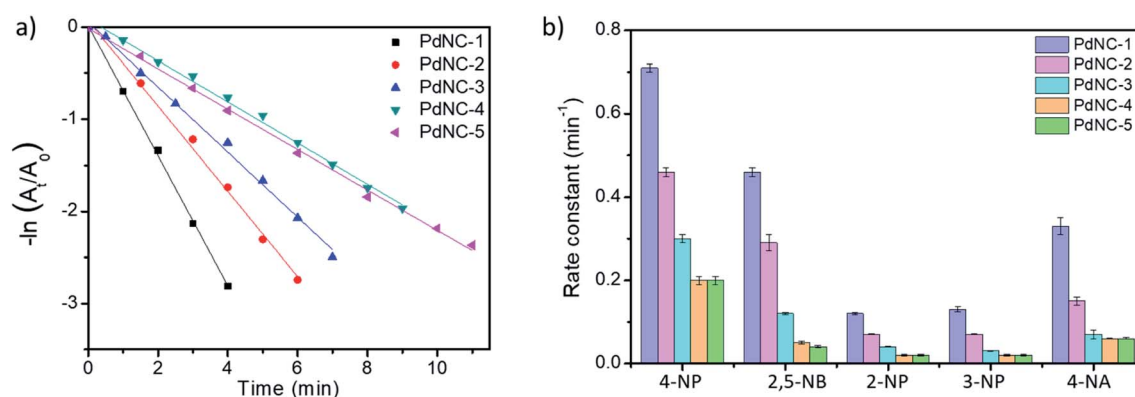 a)
PdNC-1
PdNC-2
PdNC-3
PdNC-4
PdNC-5
-ln (At/A0)
0
-1
-2
-3
0 2 4 6 8 10
Time (min)
b)
PdNC-1
PdNC-2
PdNC-3
PdNC-4
PdNC-5
Rate constant (min-1)
0.8
0.6
0.4
0.2
0.0
4-NP 2,5-NB 2-NP 3-NP 4-NA